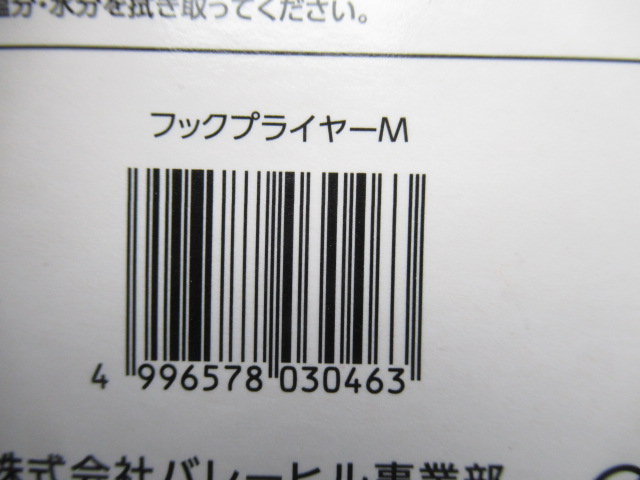 塩分・水分を拭き取ってください。
フックプライヤーM
4 996578 030463
株式会社バレーヒル事業部